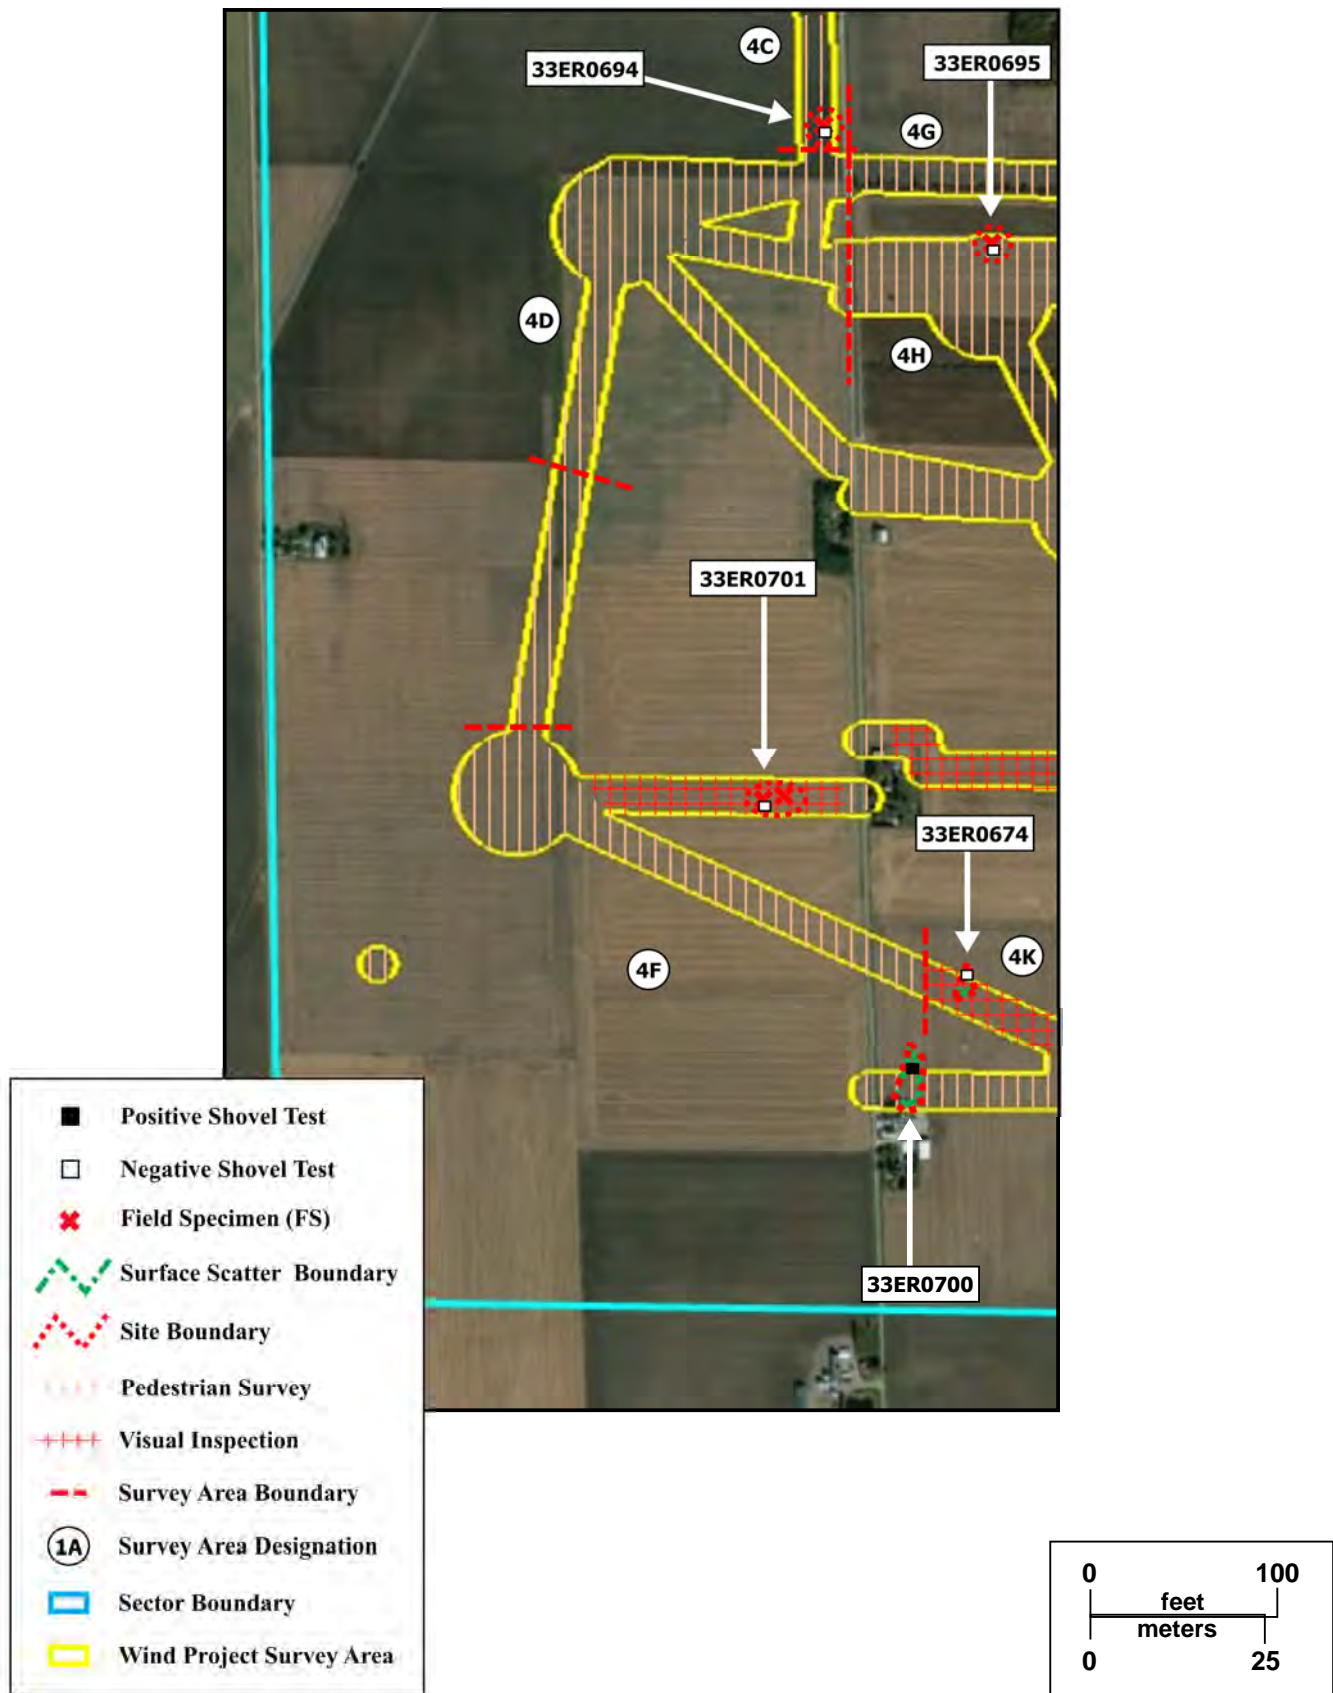 4C
33ER0694
33ER0695
4G
4D
4H
33ER0701
33ER0674
4F
4K
33ER0700
Positive Shovel Test
Negative Shovel Test
Field Specimen (FS)
Surface Scatter Boundary
Site Boundary
Pedestrian Survey
Visual Inspection
Survey Area Boundary
1A Survey Area Designation
Sector Boundary
Wind Project Survey Area
0 100
feet
meters
0 25